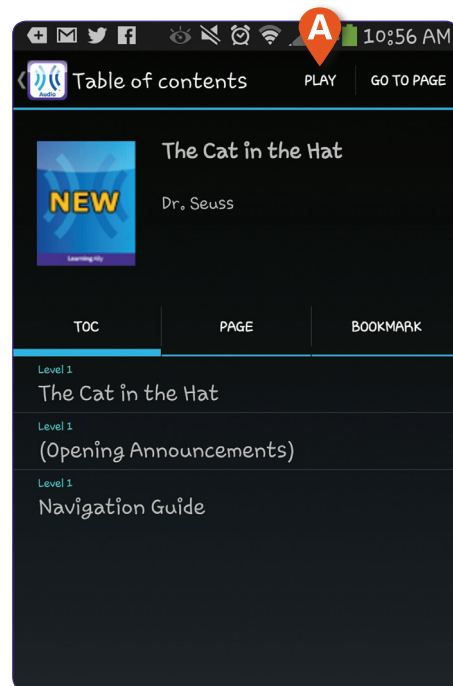 A
10:56 AM
Audio
Table of contents PLAY GO TO PAGE
The Cat in the Hat
NEW
Dr. Seuss
Learning Ally
TOC PAGE BOOKMARK
Level 1
The Cat in the Hat
Level 1
(Opening Announcements)
Level 1
Navigation Guide